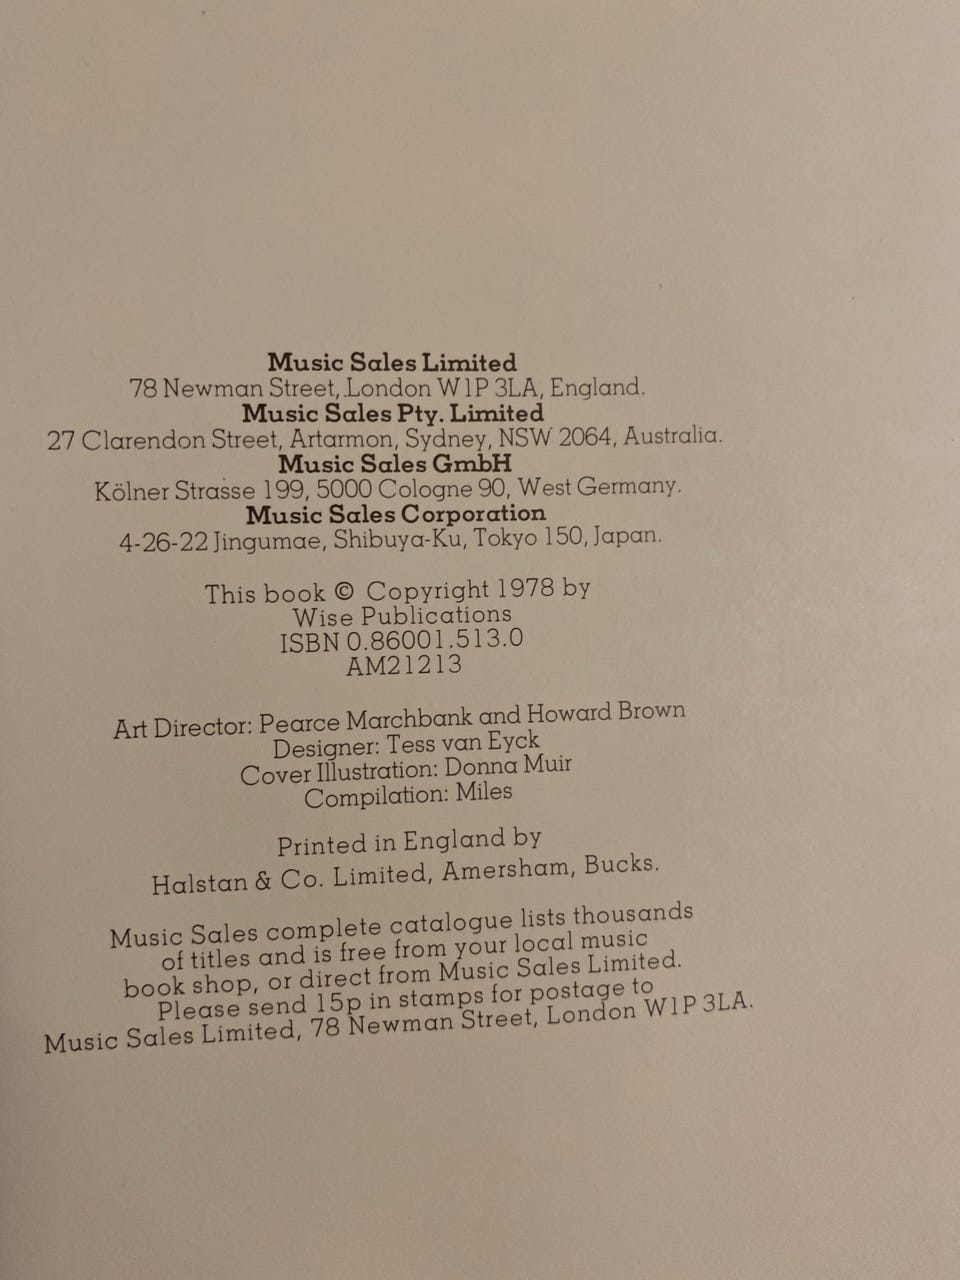 Music Sales Limited
78 Newman Street, London W1P 3LA, England.
Music Sales Pty. Limited
27 Clarendon Street, Artarmon, Sydney, NSW 2064, Australia.
Music Sales GmbH
Kölner Strasse 199, 5000 Cologne 90, West Germany.
Music Sales Corporation
4-26-22 Jingumae, Shibuya-Ku, Tokyo 150, Japan.
This book © Copyright 1978 by
Wise Publications
ISBN 0.86001.513.0
AM21213
Art Director: Pearce Marchbank and Howard Brown
Designer: Tess van Eyck
Cover Illustration: Donna Muir
Compilation: Miles
Printed in England by
Halstan & Co. Limited, Amersham, Bucks.
Music Sales complete catalogue lists thousands
of titles and is free from your local music
book shop, or direct from Music Sales Limited.
Please send 15p in stamps for postage to
Music Sales Limited, 78 Newman Street, London W1P 3LA.